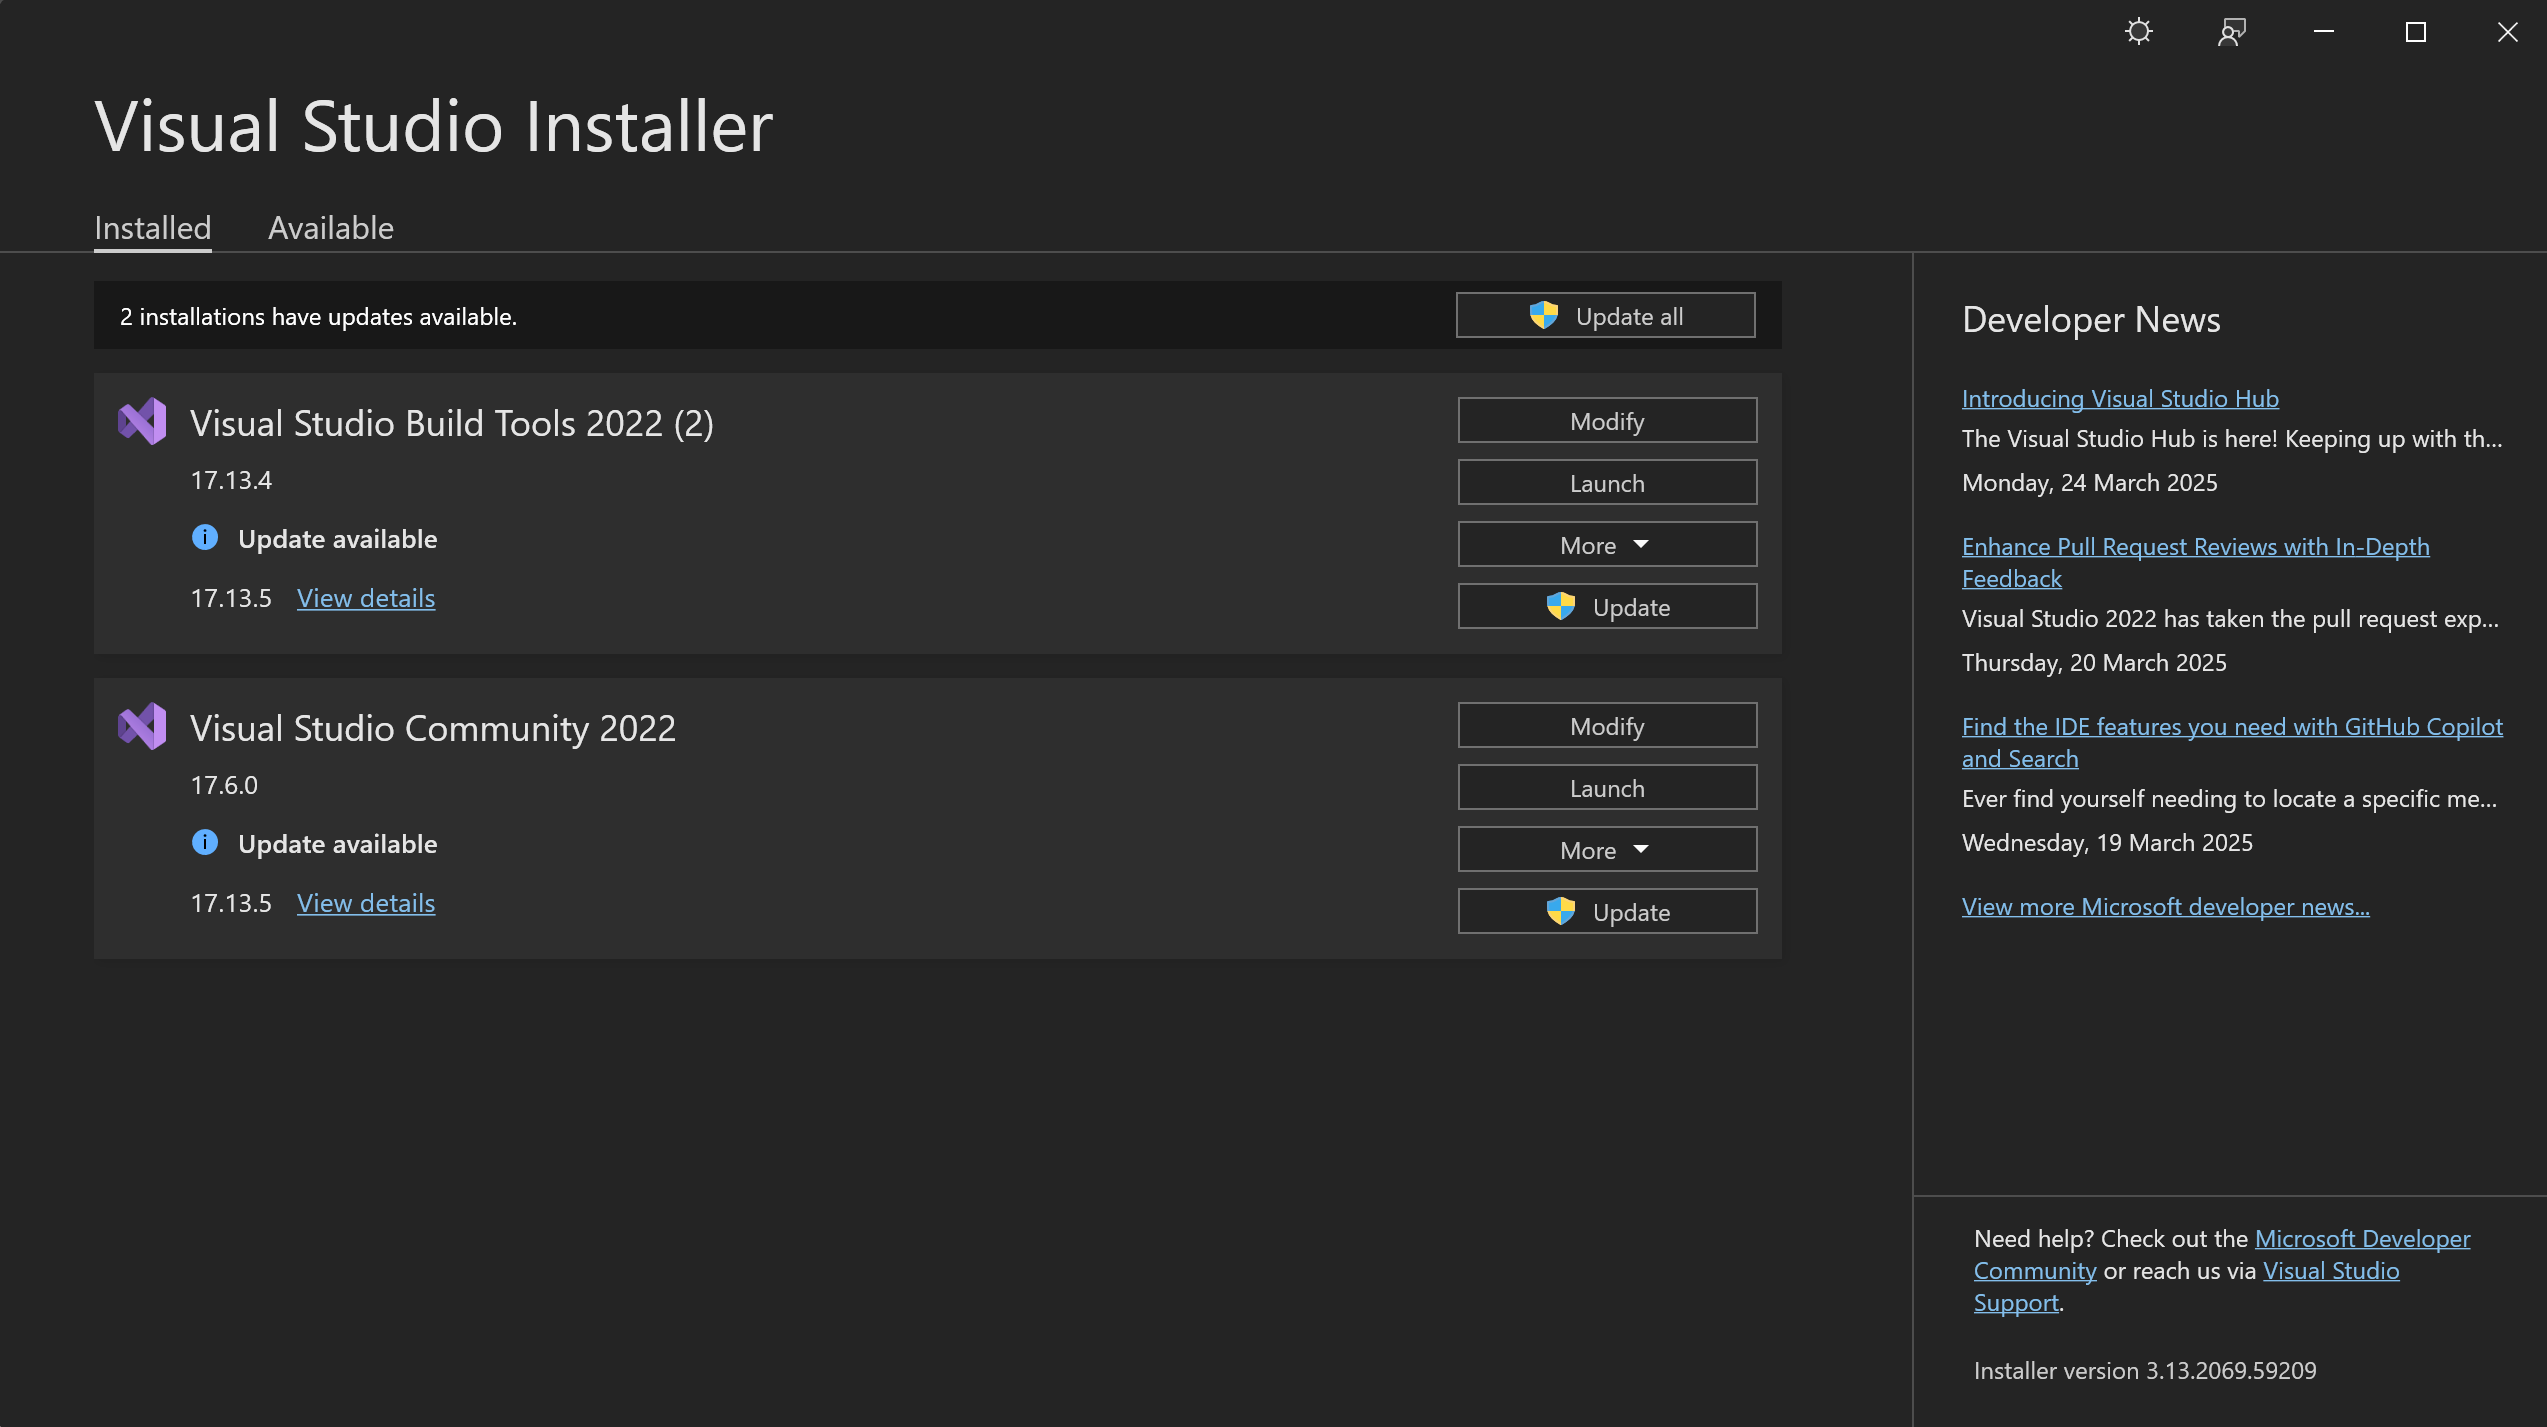 Visual Studio Installer
Installed
Available
2 installations have updates available.
Update all
Visual Studio Build Tools 2022 (2)
17.13.4
Update available
17.13.5 View details
Modify
Launch
More
Update
Visual Studio Community 2022
17.6.0
Update available
17.13.5 View details
Modify
Launch
More
Update
Developer News
Introducing Visual Studio Hub
The Visual Studio Hub is here! Keeping up with th...
Monday, 24 March 2025
Enhance Pull Request Reviews with In-Depth
Feedback
Visual Studio 2022 has taken the pull request exp...
Thursday, 20 March 2025
Find the IDE features you need with GitHub Copilot
and Search
Ever find yourself needing to locate a specific me...
Wednesday, 19 March 2025
View more Microsoft developer news...
Need help? Check out the Microsoft Developer
Community or reach us via Visual Studio
Support.
Installer version 3.13.2069.59209